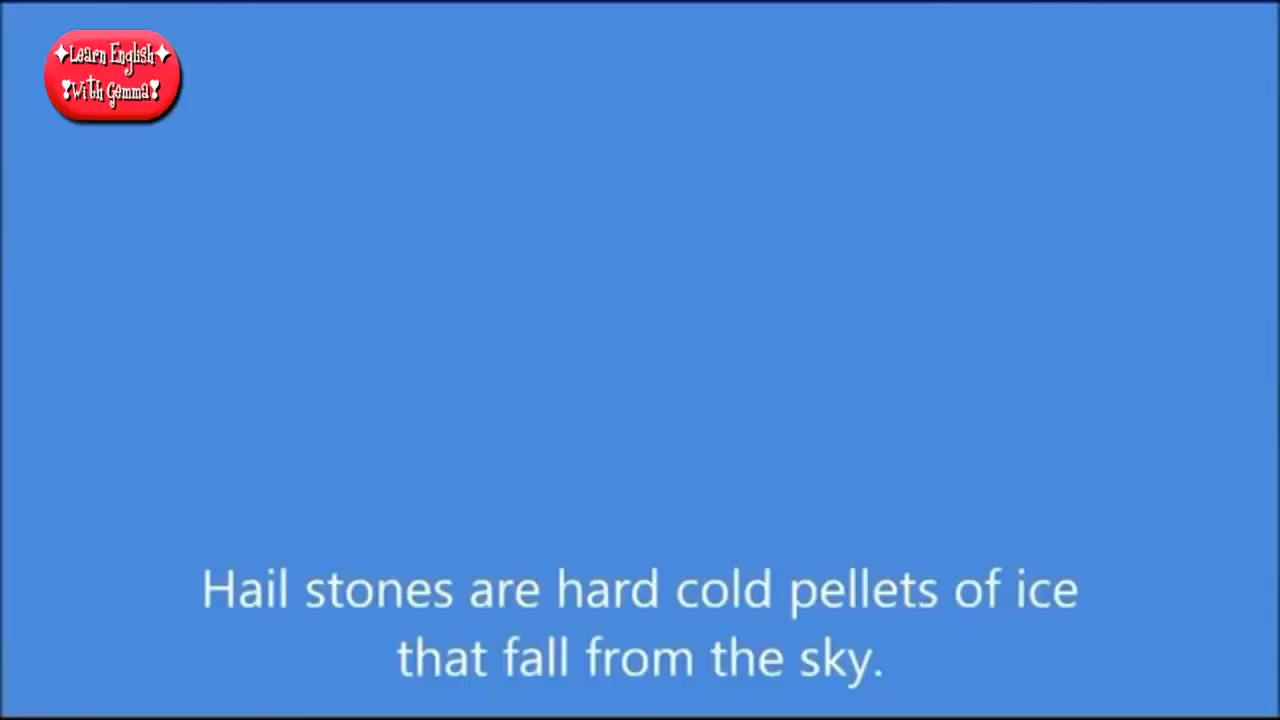 Learn English
With Gemma
Hail stones are hard cold pellets of ice
that fall from the sky.